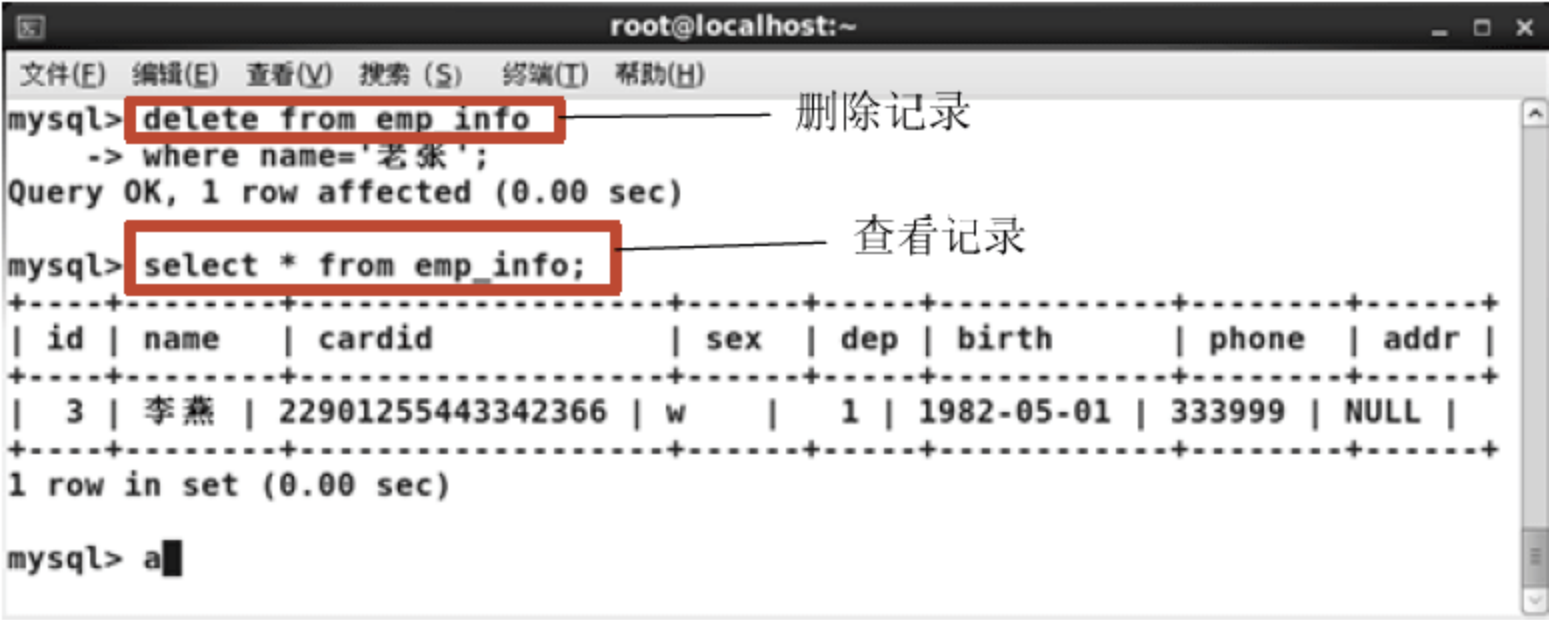 root@localhost:~
文件(F) 编辑(E) 查看(V) 搜索 (S) 终端(T) 帮助(H)
mysql> delete from emp_info
删除记录
    -> where name='老张';
Query OK, 1 row affected (0.00 sec)
查看记录
mysql> select * from emp_info;
+----+--------+-------------------+------+-----+------------+--------+------+
| id | name   | cardid            | sex  | dep | birth      | phone  | addr |
+----+--------+-------------------+------+-----+------------+--------+------+
|  3 | 李燕 | 22901255443342366 | w    |   1 | 1982-05-01 | 333999 | NULL |
+----+--------+-------------------+------+-----+------------+--------+------+
1 row in set (0.00 sec)
mysql> a